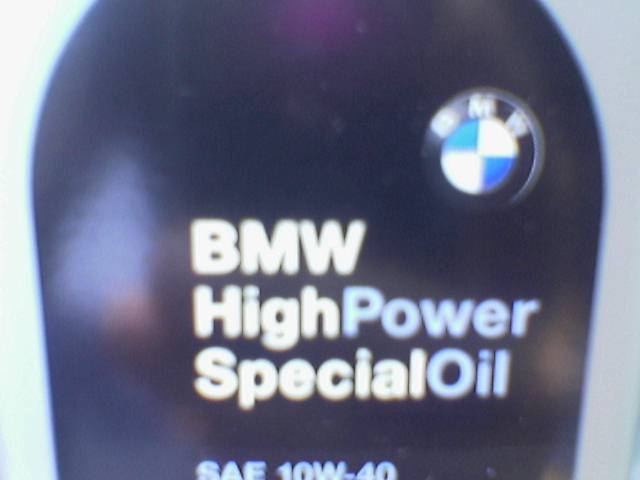 BMW
BMW
HighPower
SpecialOil
SAE 10W-40